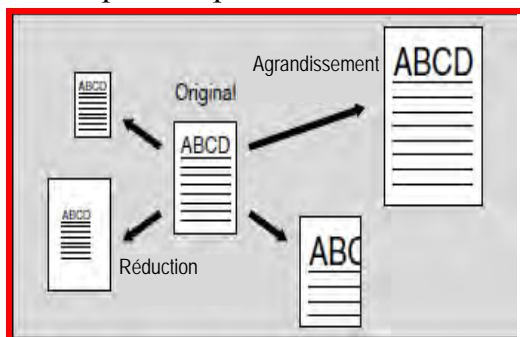 Agrandissement
ABCD
ABCD
Original
ABCD
ABCD
Réduction
ABC